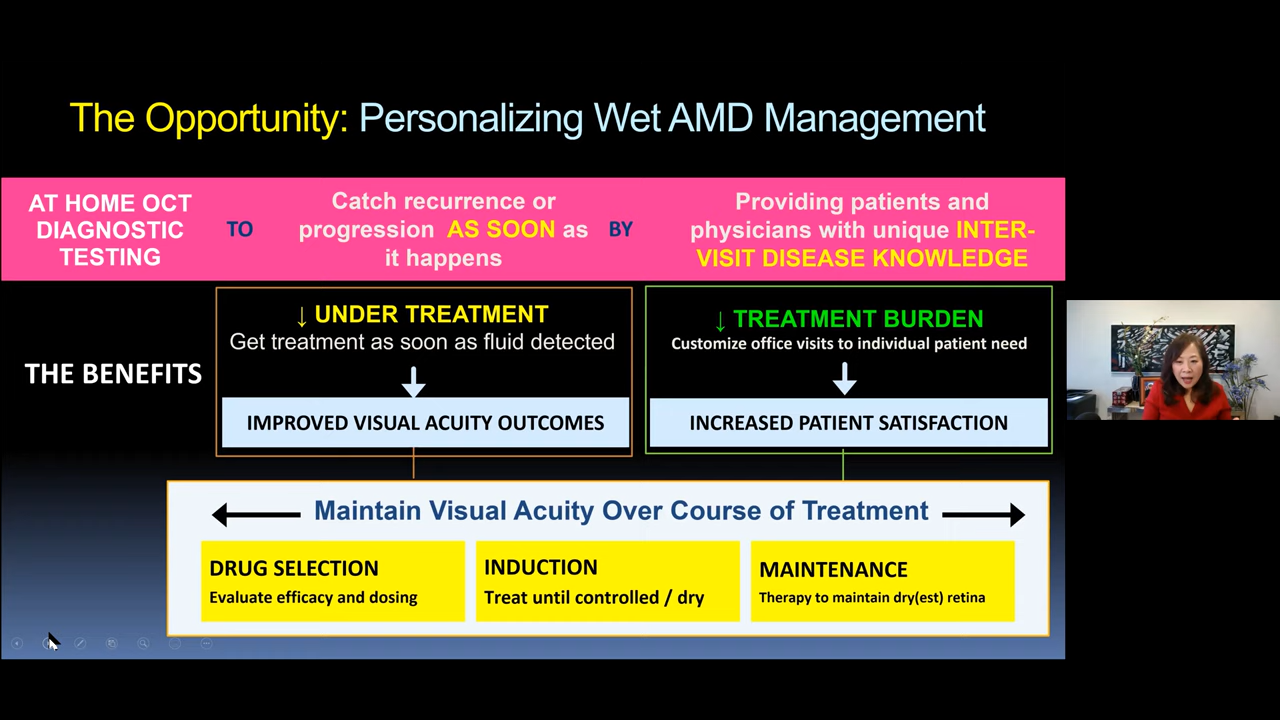 The Opportunity: Personalizing Wet AMD Management
AT HOME OCT
DIAGNOSTIC
TESTING
TO
Catch recurrence or
progression AS SOON as
it happens
BY
Providing patients and
physicians with unique INTER-
VISIT DISEASE KNOWLEDGE
THE BENEFITS
↓ UNDER TREATMENT
Get treatment as soon as fluid detected
IMPROVED VISUAL ACUITY OUTCOMES
↓ TREATMENT BURDEN
Customize office visits to individual patient need
INCREASED PATIENT SATISFACTION
Maintain Visual Acuity Over Course of Treatment
DRUG SELECTION
Evaluate efficacy and dosing
INDUCTION
Treat until controlled / dry
MAINTENANCE
Therapy to maintain dry(est) retina